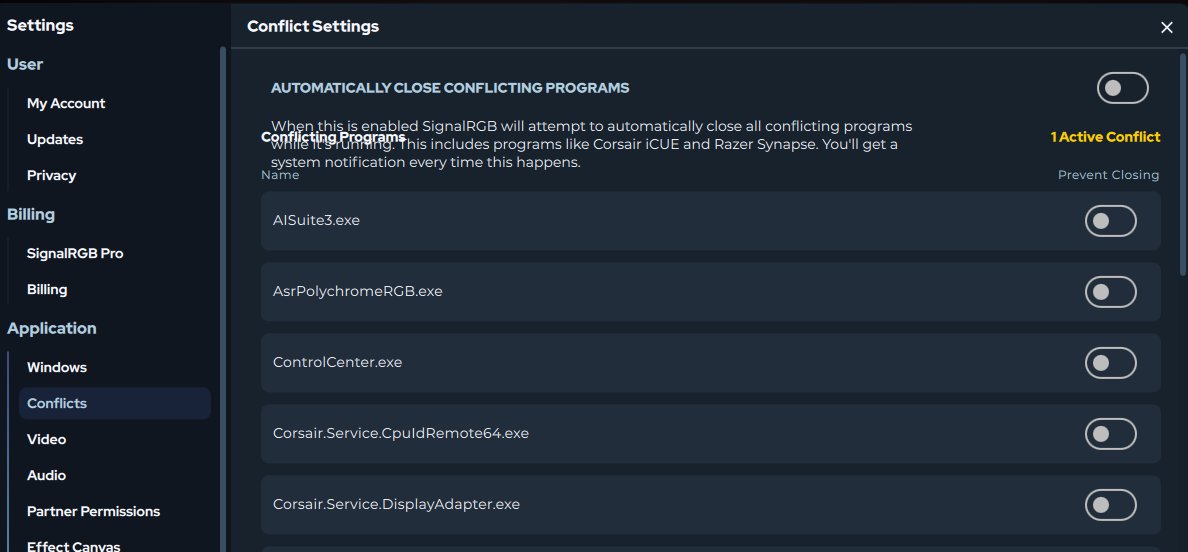 Settings
User
My Account
Updates
Privacy
Billing
SignalRGB Pro
Billing
Application
Windows
Conflicts
Video
Audio
Partner Permissions
Effect Canvas
Conflict Settings
AUTOMATICALLY CLOSE CONFLICTING PROGRAMS
When this is enabled SignalRGB will attempt to automatically close all conflicting programs
while it's running. This includes programs like Corsair iCUE and Razer Synapse. You'll get a
system notification every time this happens.
Conflicting Programs
1 Active Conflict
Name
Prevent Closing
AISuite3.exe
AsrPolychromeRGB.exe
ControlCenter.exe
Corsair.Service.CpuIdRemote64.exe
Corsair.Service.DisplayAdapter.exe